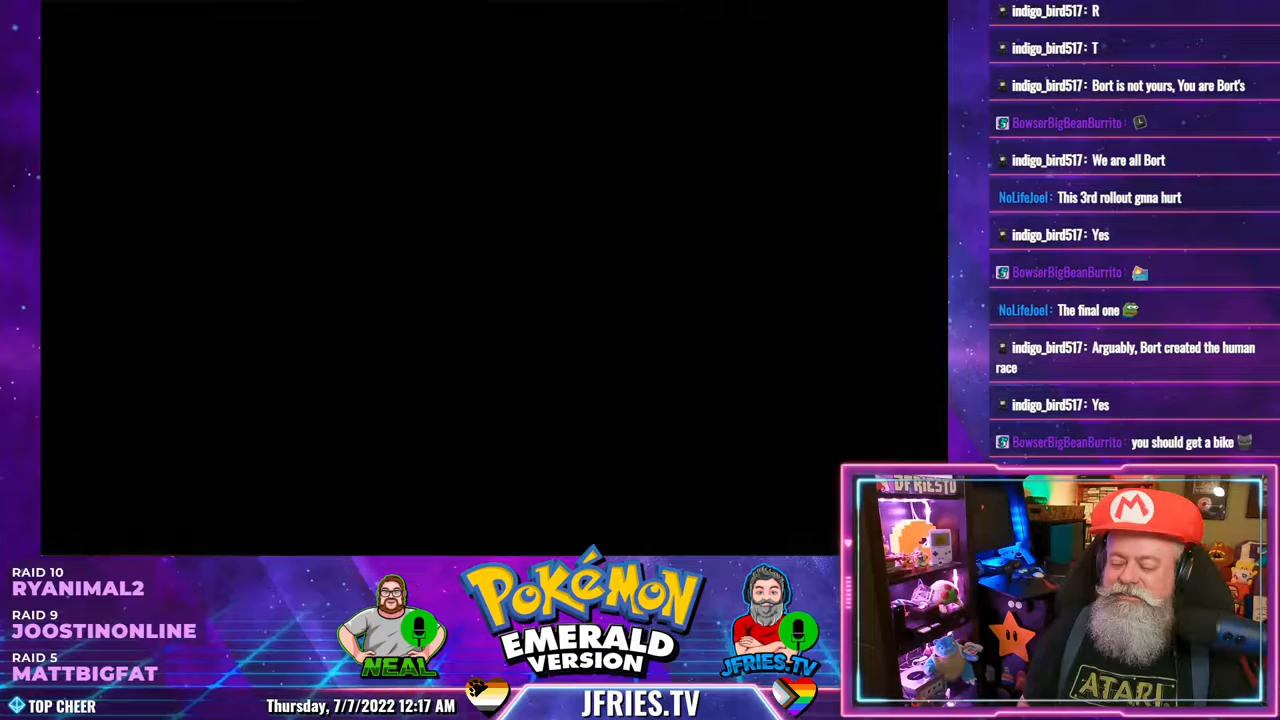 indigo_bird517: R
indigo_bird517: T
indigo_bird517: Bort is not yours, You are Bort's
BowserBigBeanBurrito:
indigo_bird517: We are all Bort
NoLifeJoel: This 3rd rollout gnna hurt
indigo_bird517: Yes
BowserBigBeanBurrito:
NoLifeJoel: The final one
indigo_bird517: Arguably, Bort created the human
race
indigo_bird517: Yes
BowserBigBeanBurrito: you should get a bike
JFRIESTV
M
ATARI
RAID 10
RYANIMAL2
RAID 9
JOOSTINONLINE
RAID 5
MATTBIGFAT
NEAL
POKéMON
EMERALD
VERSION
JFRIES.TV
TOP CHEER
Thursday, 7/7/2022 12:17 AM
JFRIES.TV